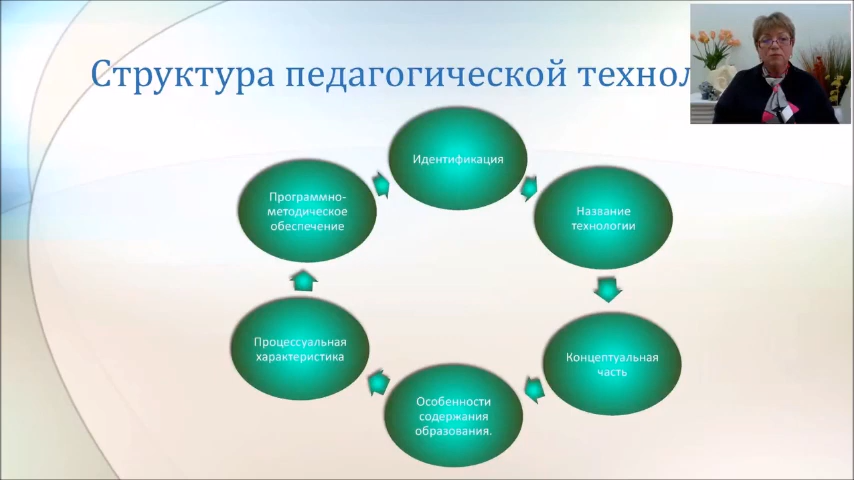 Структура педагогической технол
Идентификация
Название
технологии
Концептуальная
часть
Особенности
содержания
образования.
Процессуальная
характеристика
Программно-
методическое
обеспечение